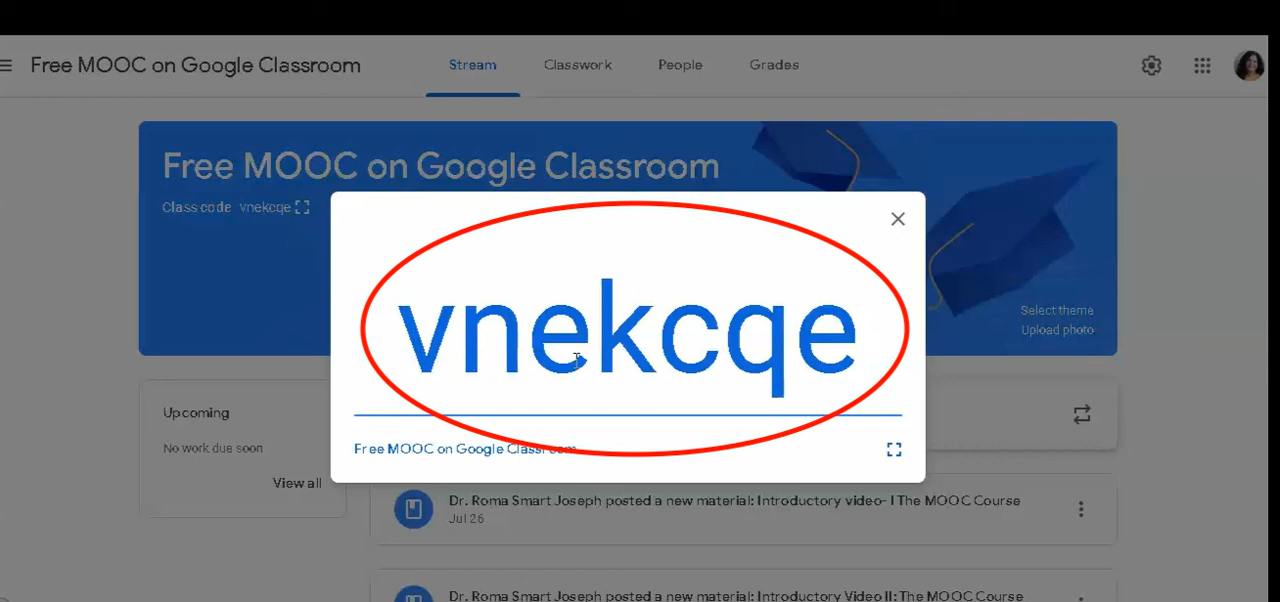 Free MOOC on Google Classroom
Stream Classwork People Grades
Free MOOC on Google Classroom
Class code vnekcqe
vnekcqe
Select theme
Upload photo
Free MOOC on Google Classroom
Upcoming
No work due soon
View all
Dr. Roma Smart Joseph posted a new material: Introductory video- I The MOOC Course
Jul 26
Dr. Roma Smart Joseph posted a new material: Introductory Video II: The MOOC Course